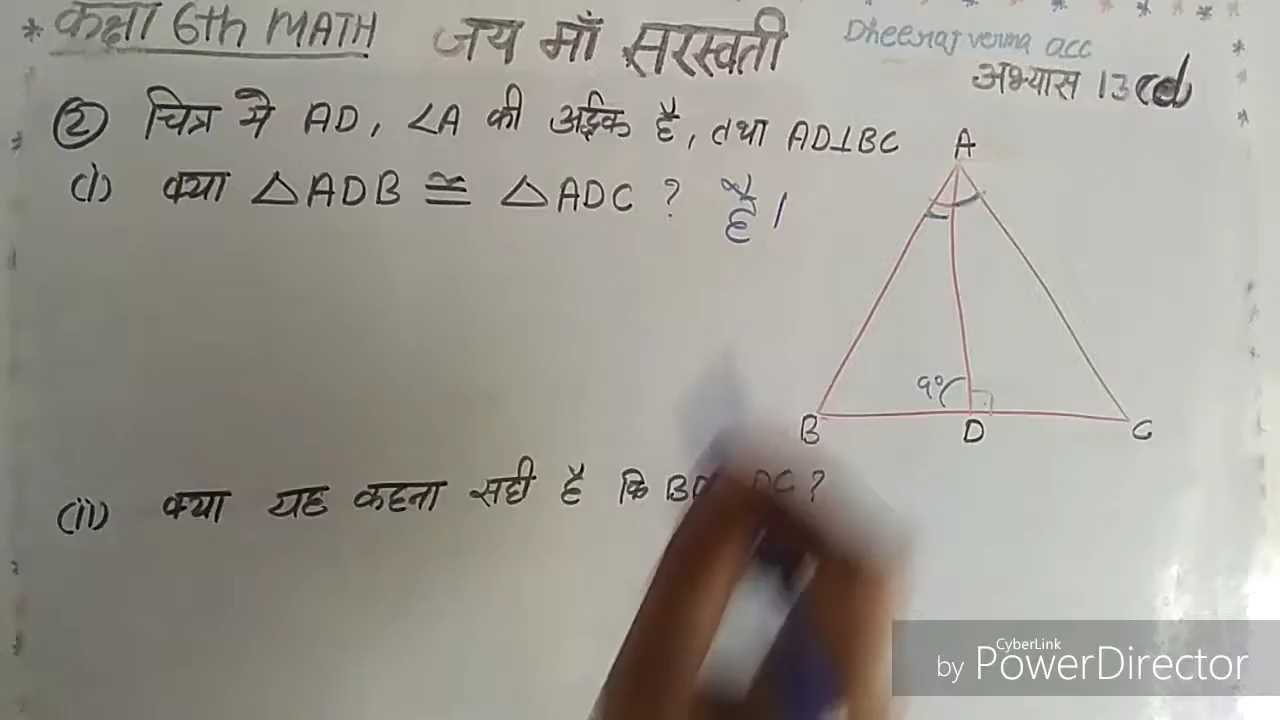 कक्षा 6th MATH
जय माँ सरस्वती
Dheeraj verma acc
अभ्यास 13(d)
(2) चित्र मे AD, ∠A की अर्द्धक है, तथा AD⊥BC
(i) क्या △ADB ≅ △ADC ? है।
A
90
B
D
C
(ii) क्या यह कहना सही है कि DC ?
CyberLink
by PowerDirector